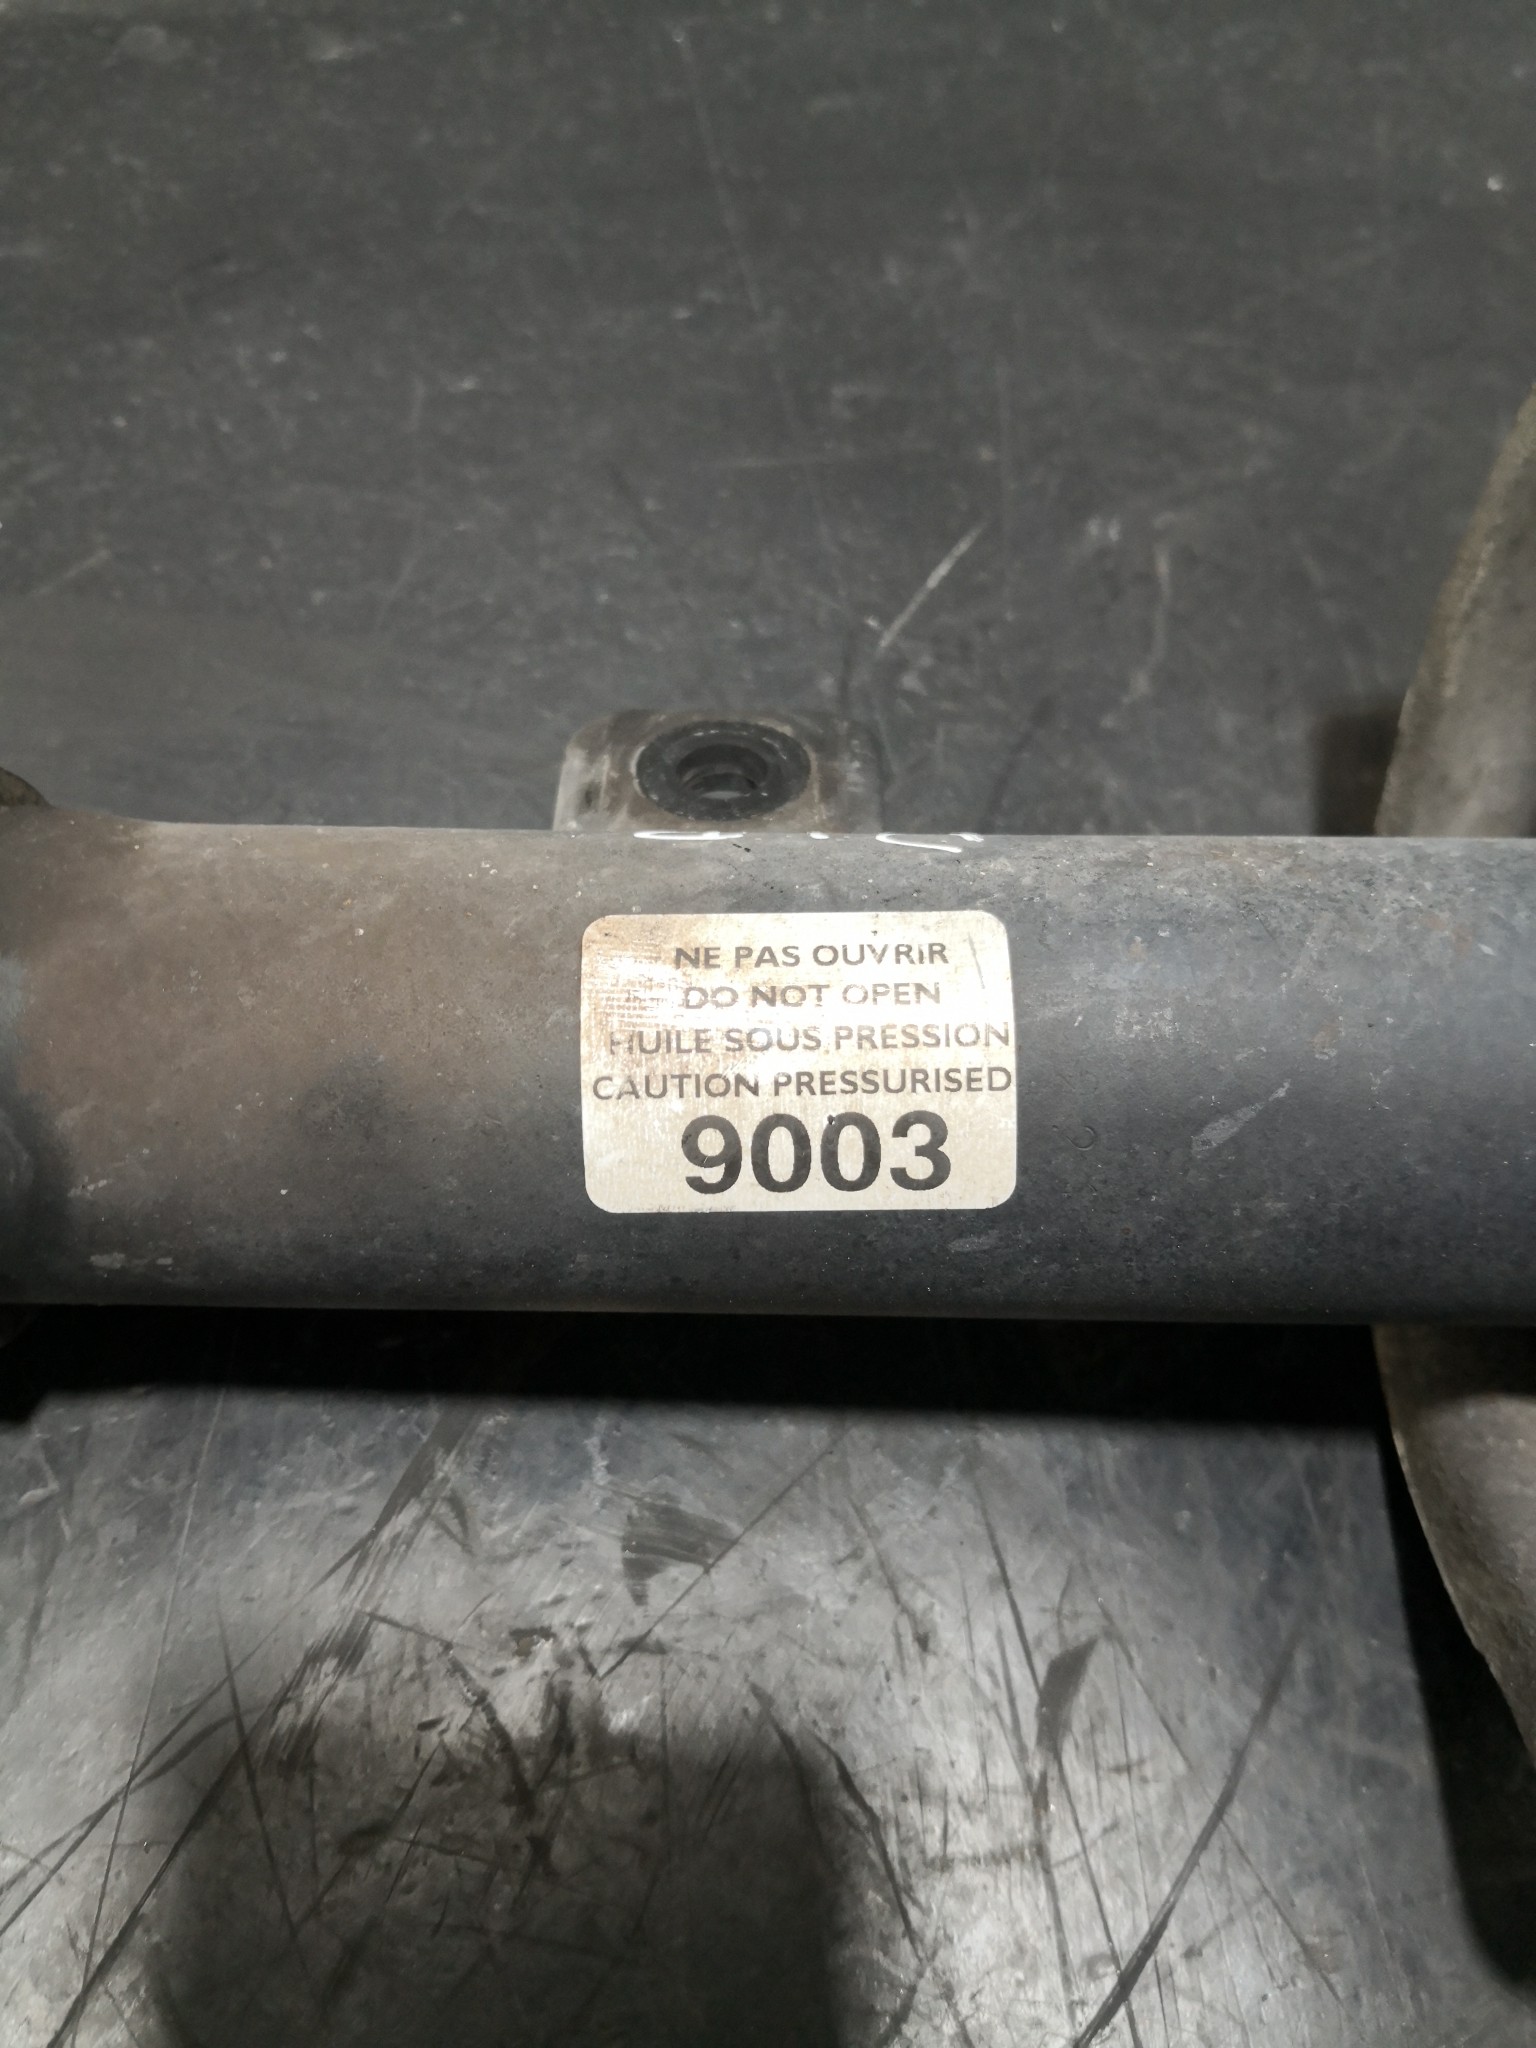 NE PAS OUVRIR
DO NOT OPEN
HUILE SOUS PRESSION
CAUTION PRESSURISED
9003